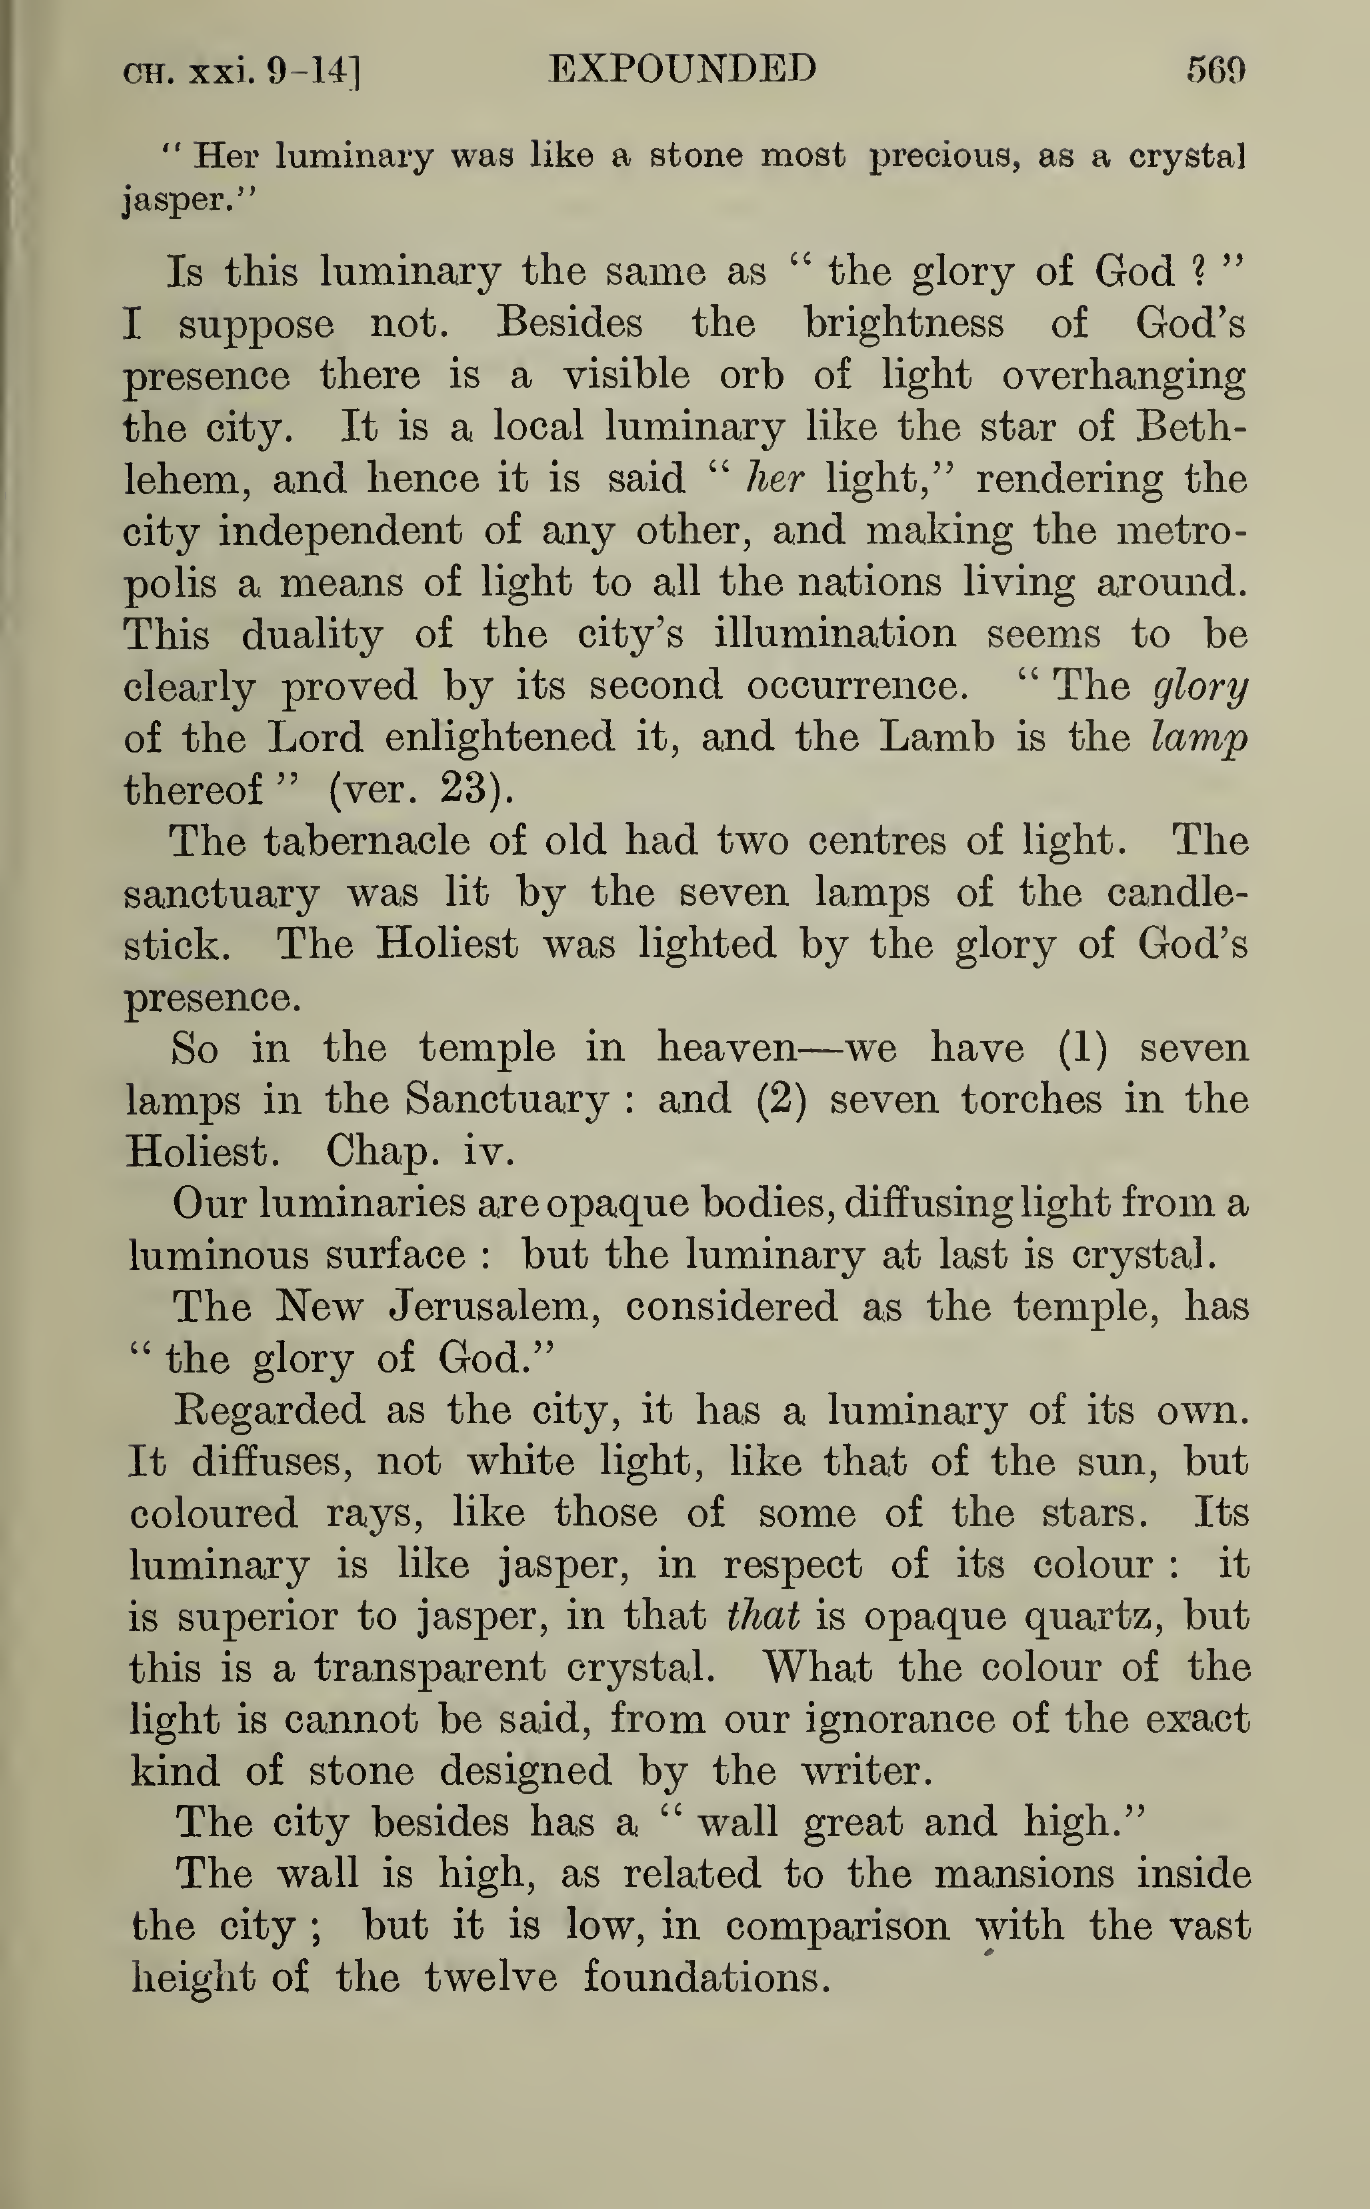 CH. xxi. 9-14] EXPOUNDED 569
" Her luminary was like a stone most precious, as a crystal
jasper."
Is this luminary the same as " the glory of God ? "
I suppose not. Besides the brightness of God's
presence there is a visible orb of light overhanging
the city. It is a local luminary like the star of Beth-
lehem, and hence it is said " her light," rendering the
city independent of any other, and making the metro-
polis a means of light to all the nations living around.
This duality of the city's illumination seems to be
clearly proved by its second occurrence. " The glory
of the Lord enlightened it, and the Lamb is the lamp
thereof " (ver. 23).
The tabernacle of old had two centres of light. The
sanctuary was lit by the seven lamps of the candle-
stick. The Holiest was lighted by the glory of God's
presence.
So in the temple in heaven—we have (1) seven
lamps in the Sanctuary : and (2) seven torches in the
Holiest. Chap. iv.
Our luminaries are opaque bodies, diffusing light from a
luminous surface : but the luminary at last is crystal.
The New Jerusalem, considered as the temple, has
" the glory of God."
Regarded as the city, it has a luminary of its own.
It diffuses, not white light, like that of the sun, but
coloured rays, like those of some of the stars. Its
luminary is like jasper, in respect of its colour : it
is superior to jasper, in that that is opaque quartz, but
this is a transparent crystal. What the colour of the
light is cannot be said, from our ignorance of the exact
kind of stone designed by the writer.
The city besides has a " wall great and high."
The wall is high, as related to the mansions inside
the city ; but it is low, in comparison with the vast
height of the twelve foundations.